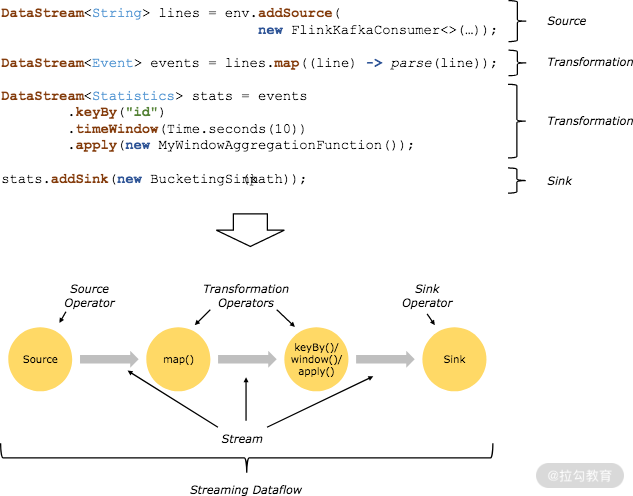 DataStream<String> lines = env.addSource(
new FlinkKafkaConsumer<>(…));
Source
DataStream<Event> events = lines.map((line) -> parse(line));
Transformation
DataStream<Statistics> stats = events
.keyBy("id")
.timeWindow(Time.seconds(10))
.apply(new MyWindowAggregationFunction());
Transformation
stats.addSink(new BucketingSink(path));
Sink
Source
Operator
Transformation
Operators
Sink
Operator
Source
map()
keyBy()/
window()/
apply()
Sink
Stream
Streaming Dataflow
@拉勾教育